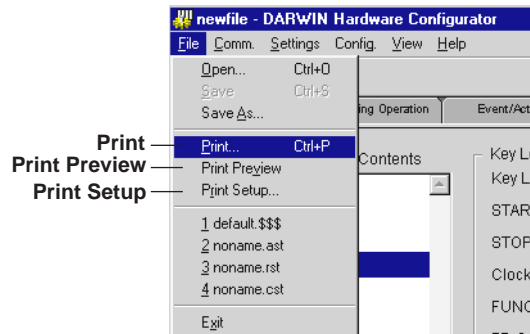 newfile - DARWIN Hardware Configurator
File Comm. Settings Config. View Help
Open... Ctrl+O
Save Ctrl+S
Save As...
ing Operation Event/Act
Print Print... Ctrl+P
Print Preview Print Preview
Print Setup Print Setup...
Contents
Key L
Key L
STAR
STOP
Clock
FUNC
1 default.$$$
2 noname.ast
3 noname.rst
4 noname.cst
Exit